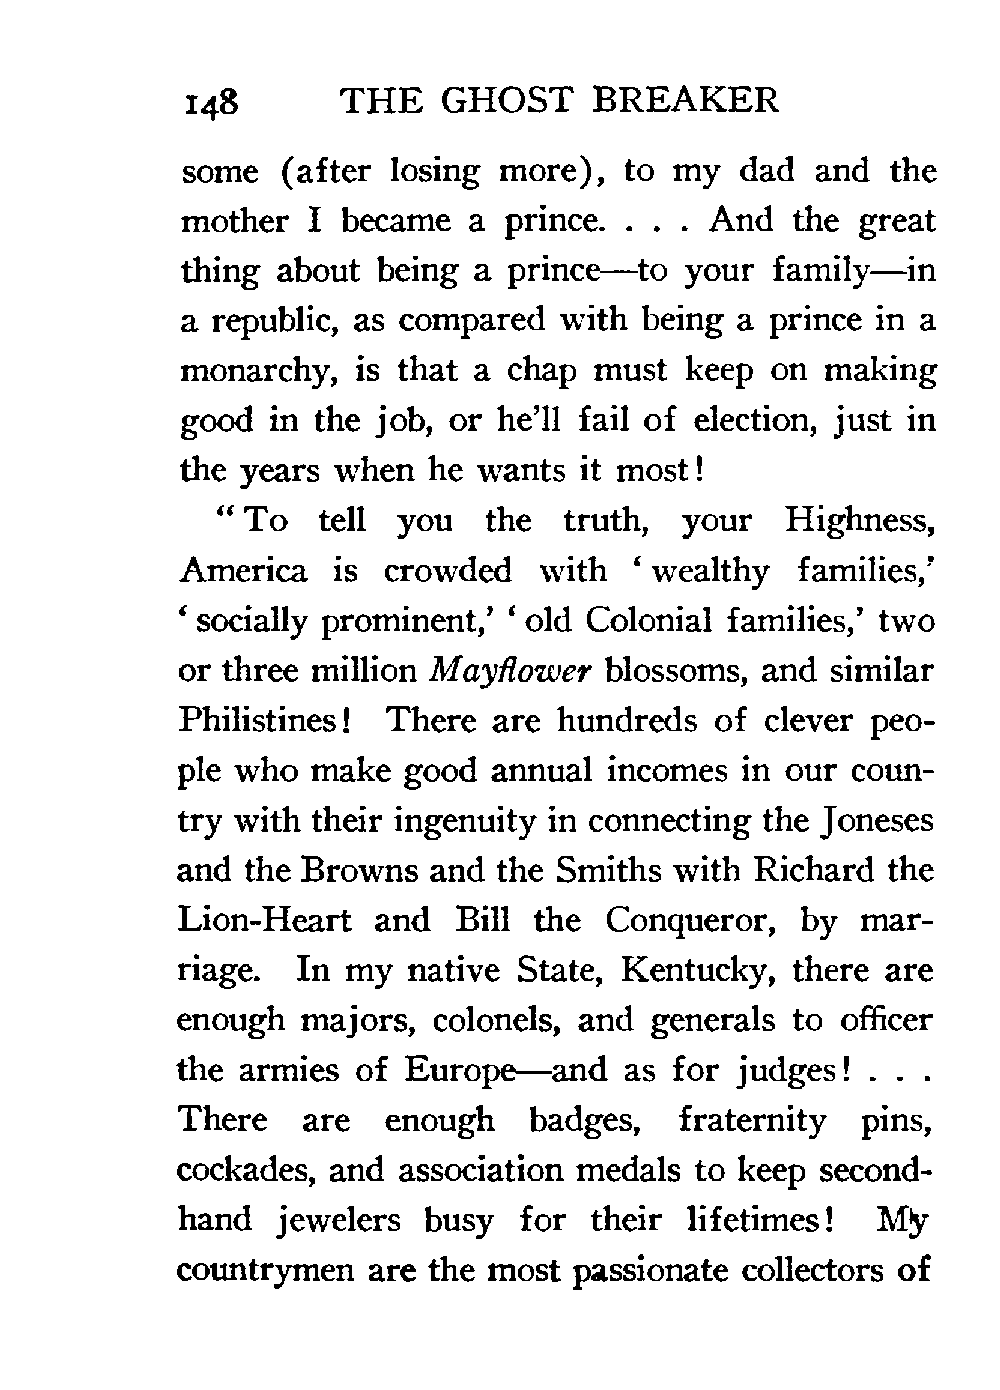 148 THE GHOST BREAKER
some (after losing more), to my dad and the
mother I became a prince. . . . And the great
thing about being a prince—to your family—in
a republic, as compared with being a prince in a
monarchy, is that a chap must keep on making
good in the job, or he'll fail of election, just in
the years when he wants it most!
“ To tell you the truth, your Highness,
America is crowded with ‘ wealthy families,’
‘ socially prominent,’ ‘ old Colonial families,’ two
or three million Mayflower blossoms, and similar
Philistines! There are hundreds of clever peo-
ple who make good annual incomes in our coun-
try with their ingenuity in connecting the Joneses
and the Browns and the Smiths with Richard the
Lion-Heart and Bill the Conqueror, by mar-
riage. In my native State, Kentucky, there are
enough majors, colonels, and generals to officer
the armies of Europe—and as for judges! . . .
There are enough badges, fraternity pins,
cockades, and association medals to keep second-
hand jewelers busy for their lifetimes! My
countrymen are the most passionate collectors of